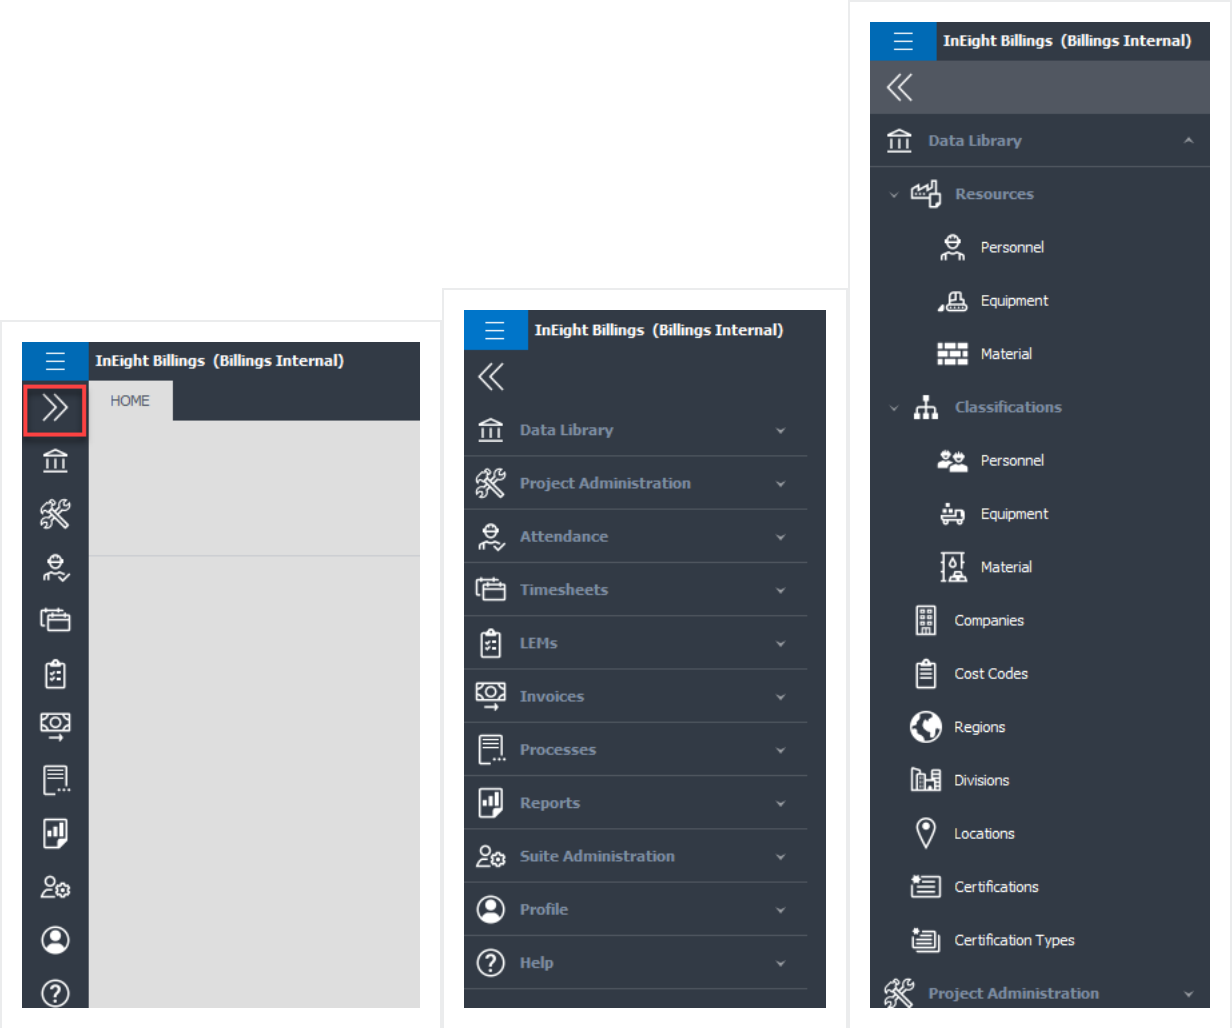 InEight Billings (Billings Internal)
HOME
InEight Billings (Billings Internal)
Data Library
Project Administration
Attendance
Timesheets
LEMs
Invoices
Processes
Reports
Suite Administration
Profile
Help
InEight Billings (Billings Internal)
Data Library
Resources
Personnel
Equipment
Material
Classifications
Personnel
Equipment
Material
Companies
Cost Codes
Regions
Divisions
Locations
Certifications
Certification Types
Project Administration